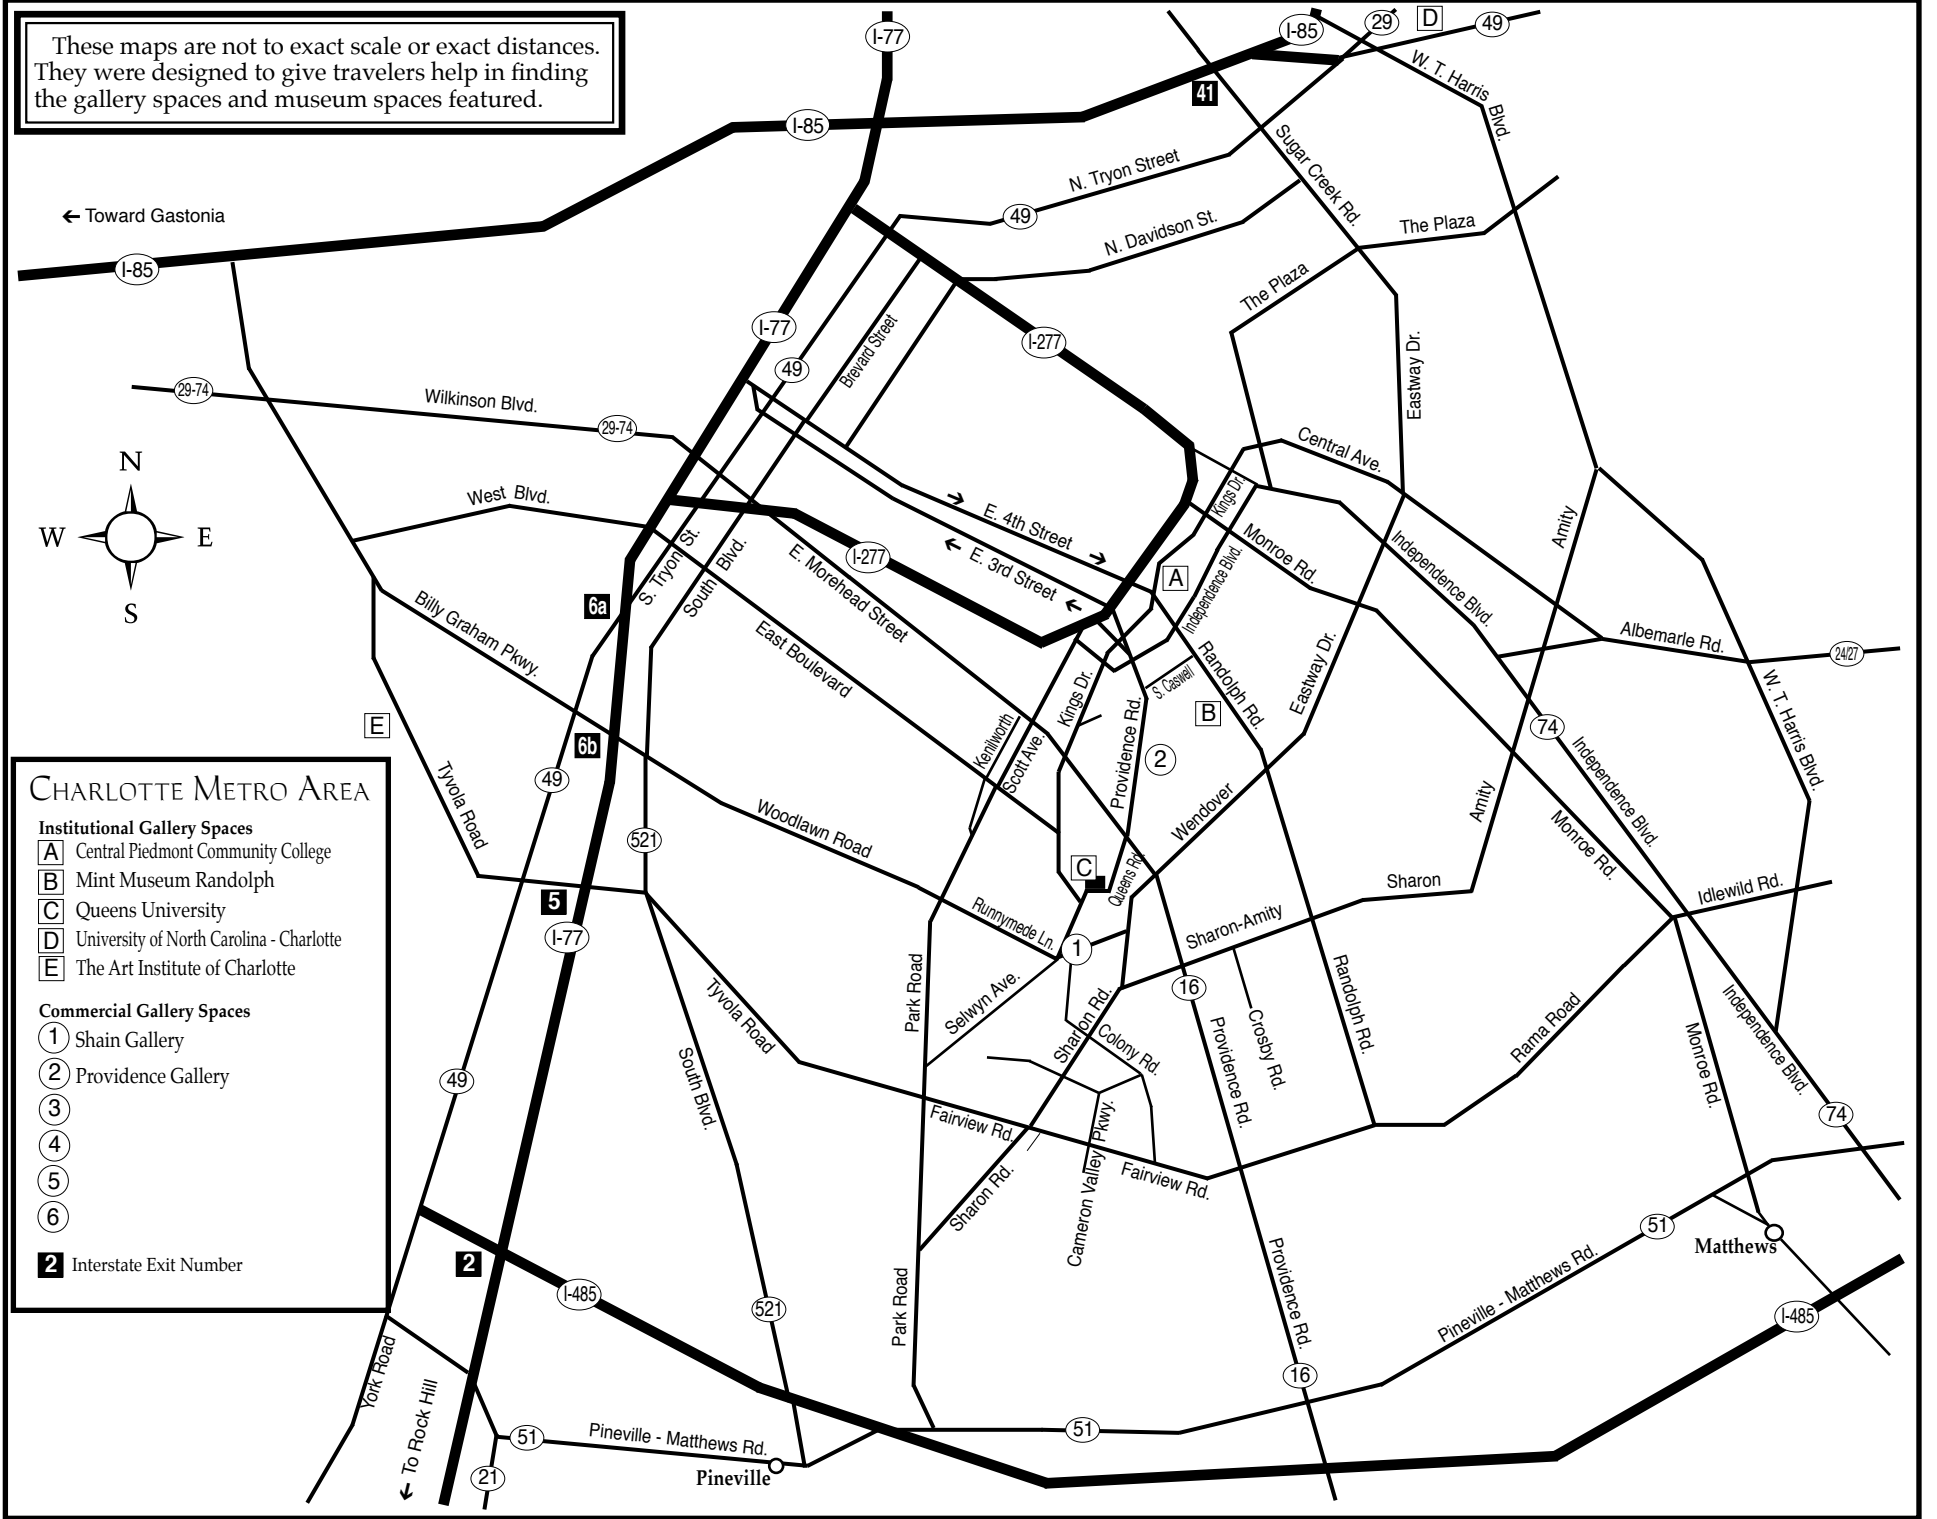 These maps are not to exact scale or exact distances.
They were designed to give travelers help in finding
the gallery spaces and museum spaces featured.
I-77
I-85
29
D
49
W. T. Harris
Blvd.
41
I-85
Sugar Creek Rd.
N. Tryon Street
49
The Plaza
N. Davidson St.
← Toward Gastonia
I-85
The Plaza
I-77
I-277
49
Brevard Street
Eastway Dr.
29-74
Wilkinson Blvd.
29-74
Central Ave.
Kings Dr.
West Blvd.
E. 4th Street
E. 3rd Street
I-277
E. Morehead Street
S. Tryon St.
South Blvd.
Monroe Rd.
Independence Blvd.
Amity
A
Independence Blvd.
N
W
E
S
6a
Billy Graham Pkwy.
East Boulevard
Albemarle Rd.
24/27
Randolph Rd.
Eastway Dr.
S. Caswell
Kings Dr.
B
W. T. Harris Blvd.
E
6b
Kenilworth
Scott Ave.
Providence Rd.
2
74
Independence Blvd.
49
Tyvola Road
Woodlawn Road
Wendover
Amity
521
Monroe Rd.
C
Queens Rd.
Sharon
Idlewild Rd.
5
I-77
Runnymede Ln.
1
Sharon-Amity
Park Road
Selwyn Ave.
16
Randolph Rd.
Tyvola Road
Sharon Rd.
Colony Rd.
Providence Rd.
Crosby Rd.
Rama Road
Monroe Rd.
Independence Blvd.
74
49
South Blvd.
Fairview Rd.
Cameron Valley Pkwy.
Fairview Rd.
Sharon Rd.
51
Matthews
2
I-485
521
Park Road
Providence Rd.
Pineville - Matthews Rd.
I-485
York Road
← To Rock Hill
16
51
Pineville - Matthews Rd.
51
21
Pineville
CHARLOTTE METRO AREA
Institutional Gallery Spaces
A Central Piedmont Community College
B Mint Museum Randolph
C Queens University
D University of North Carolina - Charlotte
E The Art Institute of Charlotte
Commercial Gallery Spaces
1 Shain Gallery
2 Providence Gallery
3
4
5
6
2 Interstate Exit Number